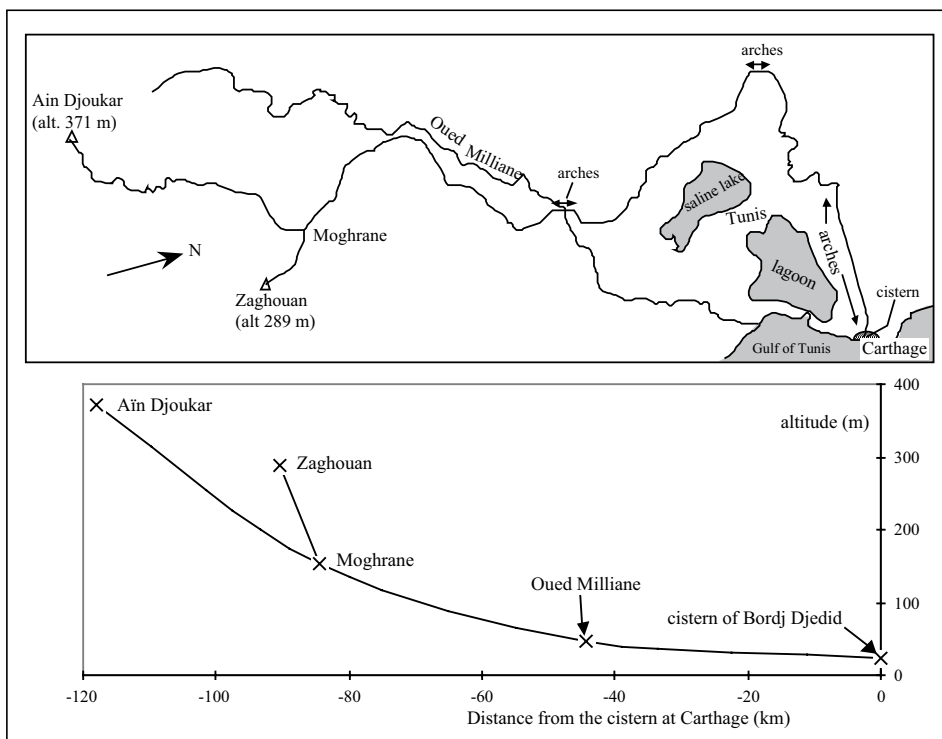 arches
Ain Djoukar
(alt. 371 m)
Oued Milliane
arches
saline lake
Tunis
Moghrane
N
lagoon
arches
Zaghouan
(alt 289 m)
cistern
Gulf of Tunis
Carthage
400
Aïn Djoukar
altitude (m)
Zaghouan
300
200
Moghrane
Oued Milliane
100
cistern of Bordj Djedid
0
-120
-100
-80
-60
-40
-20
0
Distance from the cistern at Carthage (km)